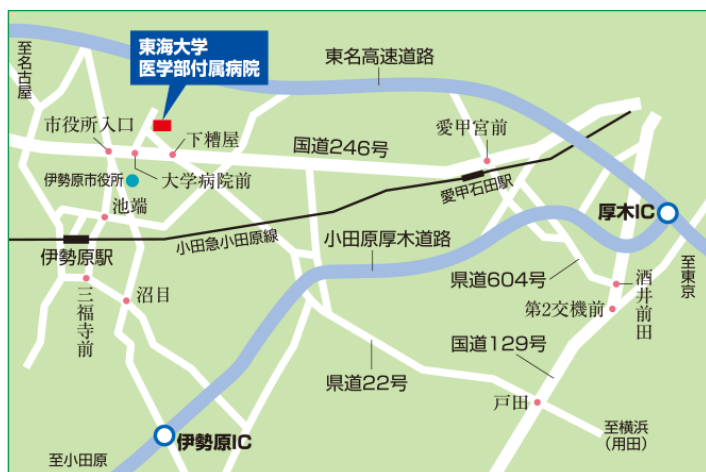 至名古屋
東海大学
医学部付属病院
東名高速道路
市役所入口
下糟屋
国道246号
愛甲宮前
伊勢原市役所
大学病院前
愛甲石田駅
池端
厚木IC
伊勢原駅
小田急小田原線
小田原厚木道路
至東京
県道604号
酒井前田
三福寺前
沼目
第2交機前
国道129号
県道22号
戸田
伊勢原IC
至横浜
（用田）
至小田原